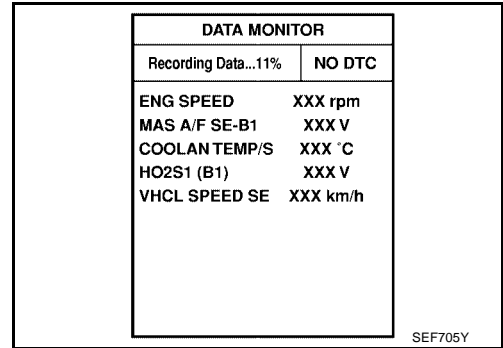 DATA MONITOR
Recording Data...11% NO DTC
ENG SPEED XXX rpm
MAS A/F SE-B1 XXX V
COOLAN TEMP/S XXX °C
HO2S1 (B1) XXX V
VHCL SPEED SE XXX km/h
SEF705Y